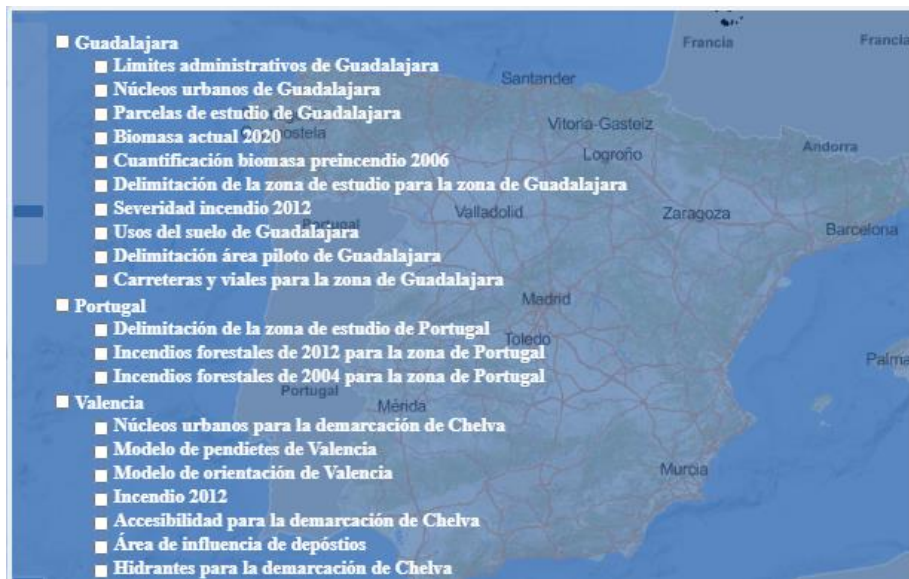 Guadalajara
Límites administrativos de Guadalajara
Núcleos urbanos de Guadalajara
Parcelas de estudio de Guadalajara
Biomasa actual 2020
Cuantificación biomasa preincendio 2006
Delimitación de la zona de estudio para la zona de Guadalajara
Severidad incendio 2012
Usos del suelo de Guadalajara
Delimitación área piloto de Guadalajara
Carreteras y viales para la zona de Guadalajara
Portugal
Delimitación de la zona de estudio de Portugal
Incendios forestales de 2012 para la zona de Portugal
Incendios forestales de 2004 para la zona de Portugal
Valencia
Núcleos urbanos para la demarcación de Chelva
Modelo de pendietes de Valencia
Modelo de orientación de Valencia
Incendio 2012
Accesibilidad para la demarcación de Chelva
Área de influencia de depóstios
Hidrantes para la demarcación de Chelva
Francia
Francia
Santander
Vitoria-Gasteiz
Logroño
Andorra
Valladolid
Zaragoza
Barcelona
Portugal
Madrid
Toledo
Palma
Portugal
Mérida
Murcia